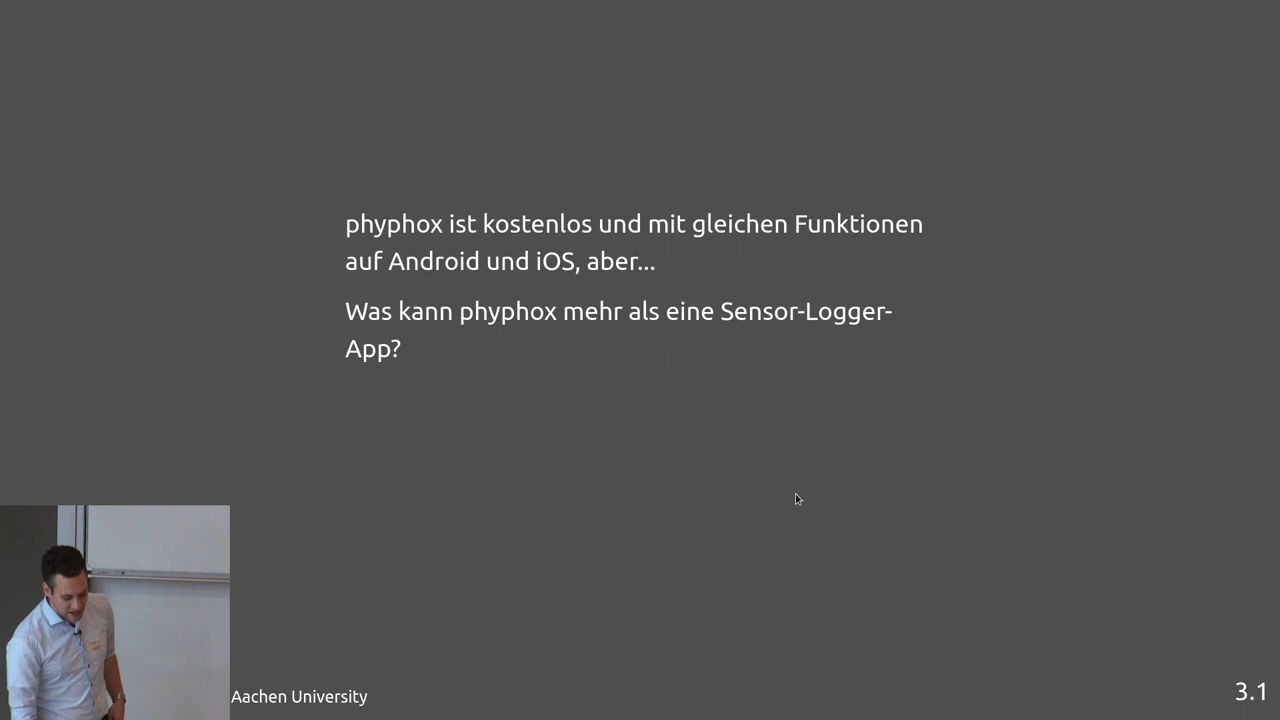 phyphox ist kostenlos und mit gleichen Funktionen
auf Android und iOS, aber...
Was kann phyphox mehr als eine Sensor-Logger-
App?
Aachen University
3.1